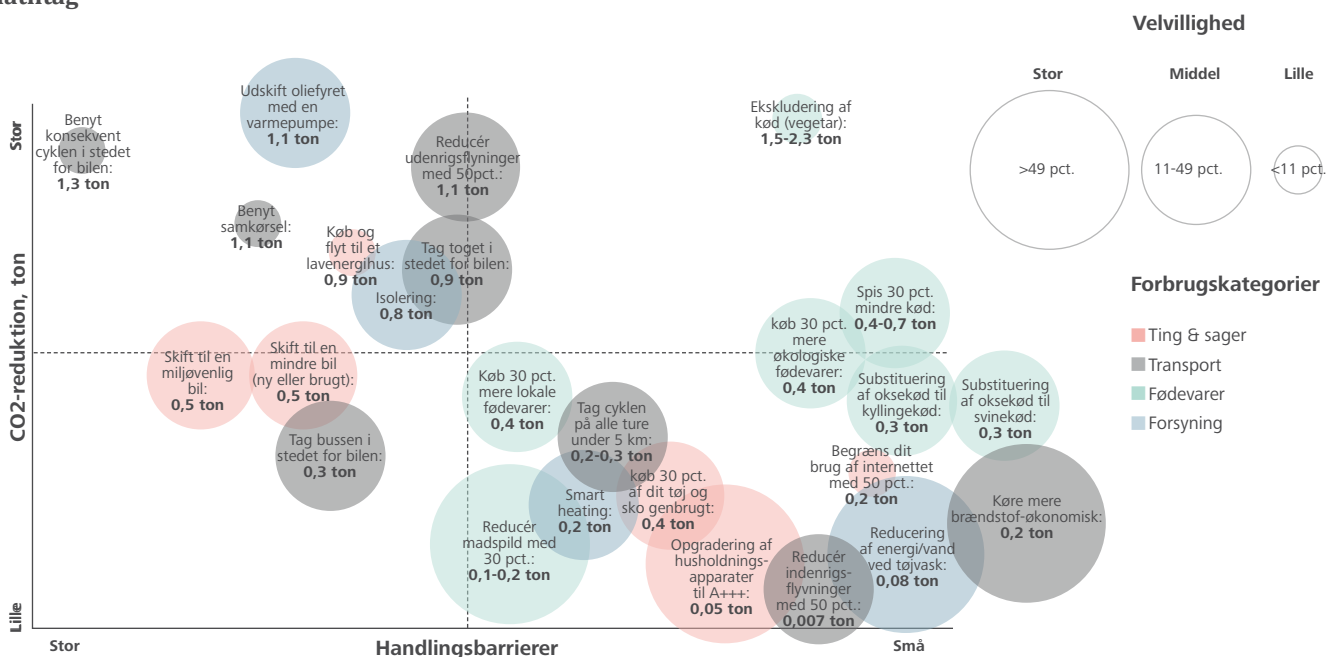 Velvillighed
Stor
Middel
Lille
>49 pct.
11-49 pct.
<11 pct.
Forbrugskategorier
Ting & sager
Transport
Fødevarer
Forsyning
CO2-reduktion, ton
Stor
Lille
Benyt
konsekvent
cyklen i stedet
for bilen:
1,3 ton
Udskift oliefyret
med en
varmepumpe:
1,1 ton
Reducér
udenrigsflyninger
med 50pct.:
1,1 ton
Ekskludering af
kød (vegetar):
1,5-2,3 ton
Benyt
samkørsel:
1,1 ton
Køb og
flyt til et
lavenergihus:
0,9 ton
Tag toget i
stedet for bilen:
0,9 ton
Isolering:
0,8 ton
Spis 30 pct.
mindre kød:
0,4-0,7 ton
køb 30 pct.
mere
økologiske
fødevarer:
0,4 ton
Skift til en
miljøvenlig
bil:
0,5 ton
Skift til en
mindre bil
(ny eller brugt):
0,5 ton
Køb 30 pct.
mere lokale
fødevarer:
0,4 ton
Substituering
af oksekød til
kyllingekød:
0,3 ton
Substituering
af oksekød til
svinekød:
0,3 ton
Tag bussen i
stedet for bilen:
0,3 ton
Tag cyklen
på alle ture
under 5 km:
0,2-0,3 ton
Begræns dit
brug af internettet
med 50 pct.:
0,2 ton
køb 30 pct.
af dit tøj og
sko genbrugt:
0,4 ton
Smart
heating:
0,2 ton
Køre mere
brændstof-økonomisk:
0,2 ton
Reducér
madspild med
30 pct.:
0,1-0,2 ton
Opgradering af
husholdnings-
apparater
til A+++:
0,05 ton
Reducering
af energi/vand
ved tøjvask:
0,08 ton
Reducér
indenrigs-
flyvninger
med 50 pct.:
0,007 ton
Stor
Handlingsbarrierer
Små